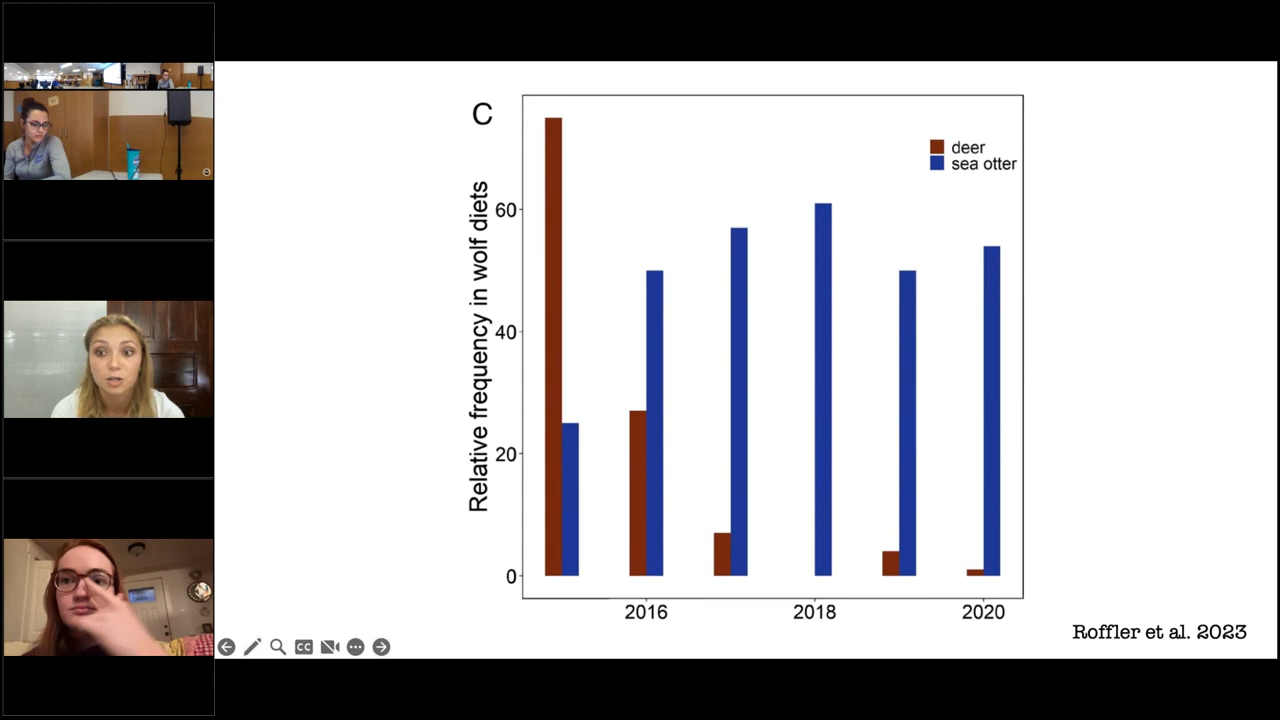 C
deer
sea otter
Relative frequency in wolf diets
60
40
20
0
2016
2018
2020
Roffler et al. 2023
CC